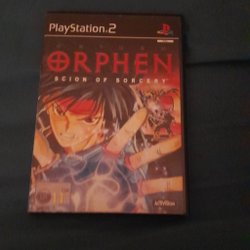 PlayStation.2
ORPHEN
SCION OF SORCERY
ACTIVISION